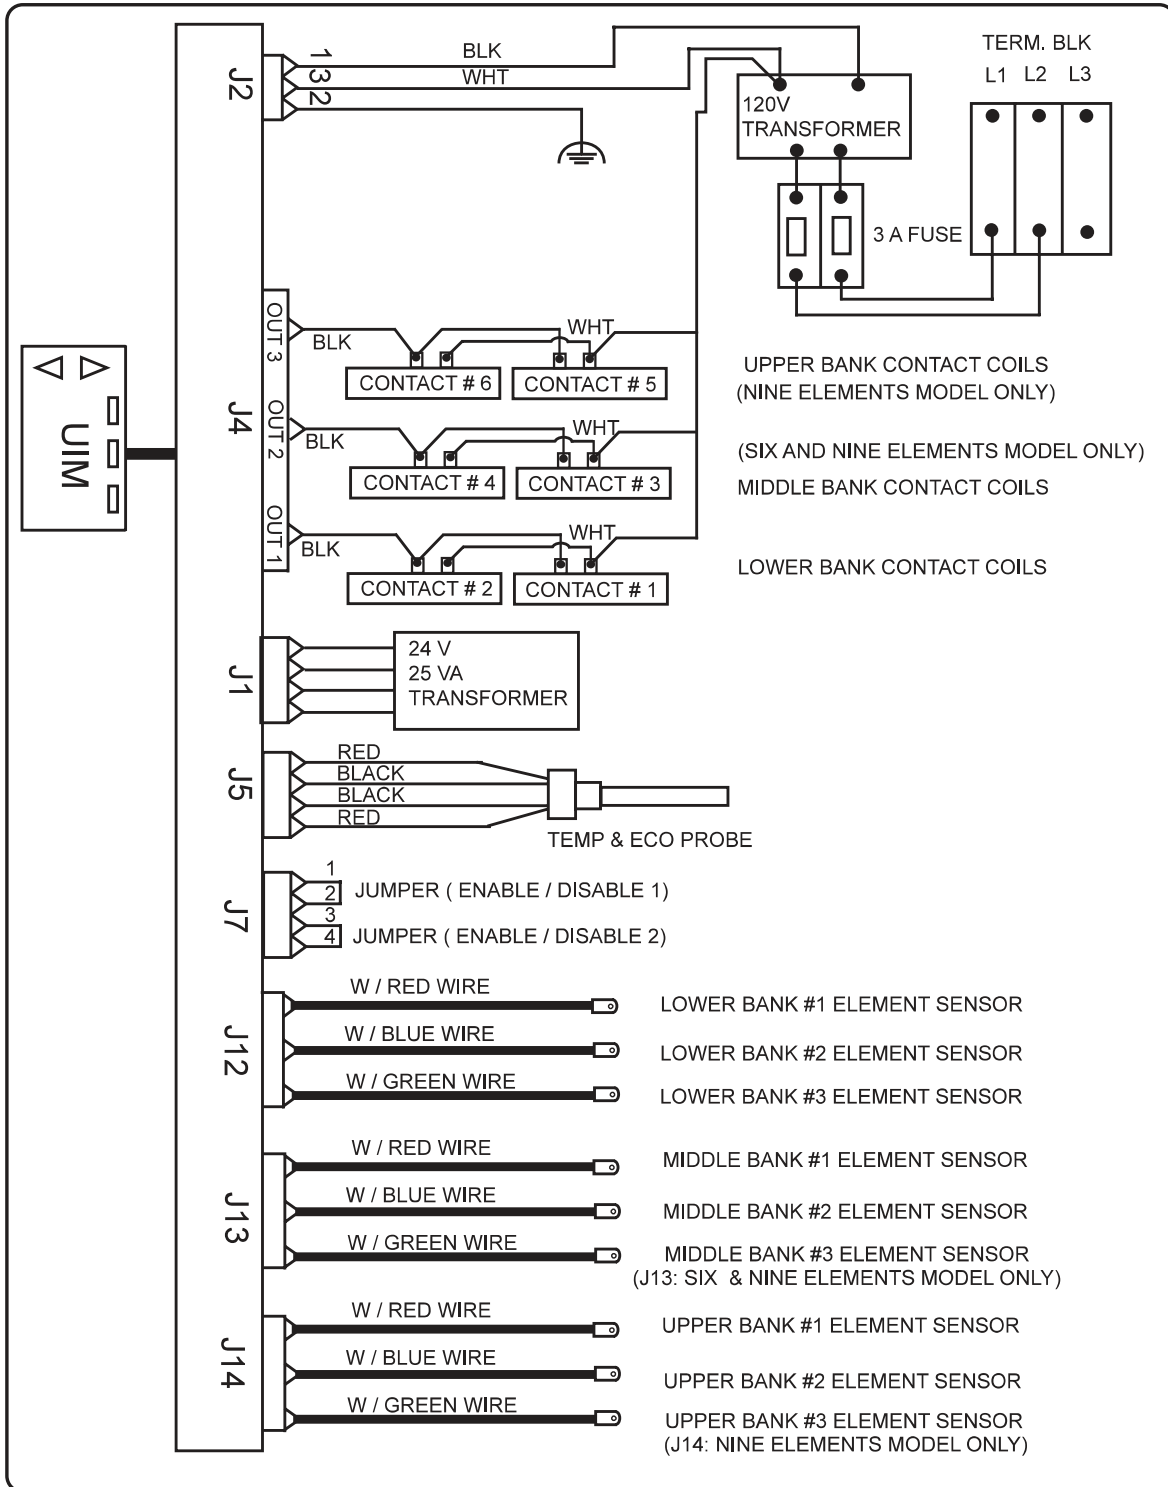 J2
1
3
2
BLK
WHT
120V
TRANSFORMER
TERM. BLK
L1 L2 L3
3 A FUSE
UIM
J4
OUT 3
BLK
WHT
CONTACT # 6
CONTACT # 5
UPPER BANK CONTACT COILS
(NINE ELEMENTS MODEL ONLY)
OUT 2
BLK
WHT
CONTACT # 4
CONTACT # 3
(SIX AND NINE ELEMENTS MODEL ONLY)
MIDDLE BANK CONTACT COILS
OUT 1
BLK
WHT
CONTACT # 2
CONTACT # 1
LOWER BANK CONTACT COILS
J1
24 V
25 VA
TRANSFORMER
J5
RED
BLACK
BLACK
RED
TEMP & ECO PROBE
J7
1
2
3
4
JUMPER ( ENABLE / DISABLE 1)
JUMPER ( ENABLE / DISABLE 2)
J12
W / RED WIRE
LOWER BANK #1 ELEMENT SENSOR
W / BLUE WIRE
LOWER BANK #2 ELEMENT SENSOR
W / GREEN WIRE
LOWER BANK #3 ELEMENT SENSOR
J13
W / RED WIRE
MIDDLE BANK #1 ELEMENT SENSOR
W / BLUE WIRE
MIDDLE BANK #2 ELEMENT SENSOR
W / GREEN WIRE
MIDDLE BANK #3 ELEMENT SENSOR
(J13: SIX & NINE ELEMENTS MODEL ONLY)
J14
W / RED WIRE
UPPER BANK #1 ELEMENT SENSOR
W / BLUE WIRE
UPPER BANK #2 ELEMENT SENSOR
W / GREEN WIRE
UPPER BANK #3 ELEMENT SENSOR
(J14: NINE ELEMENTS MODEL ONLY)